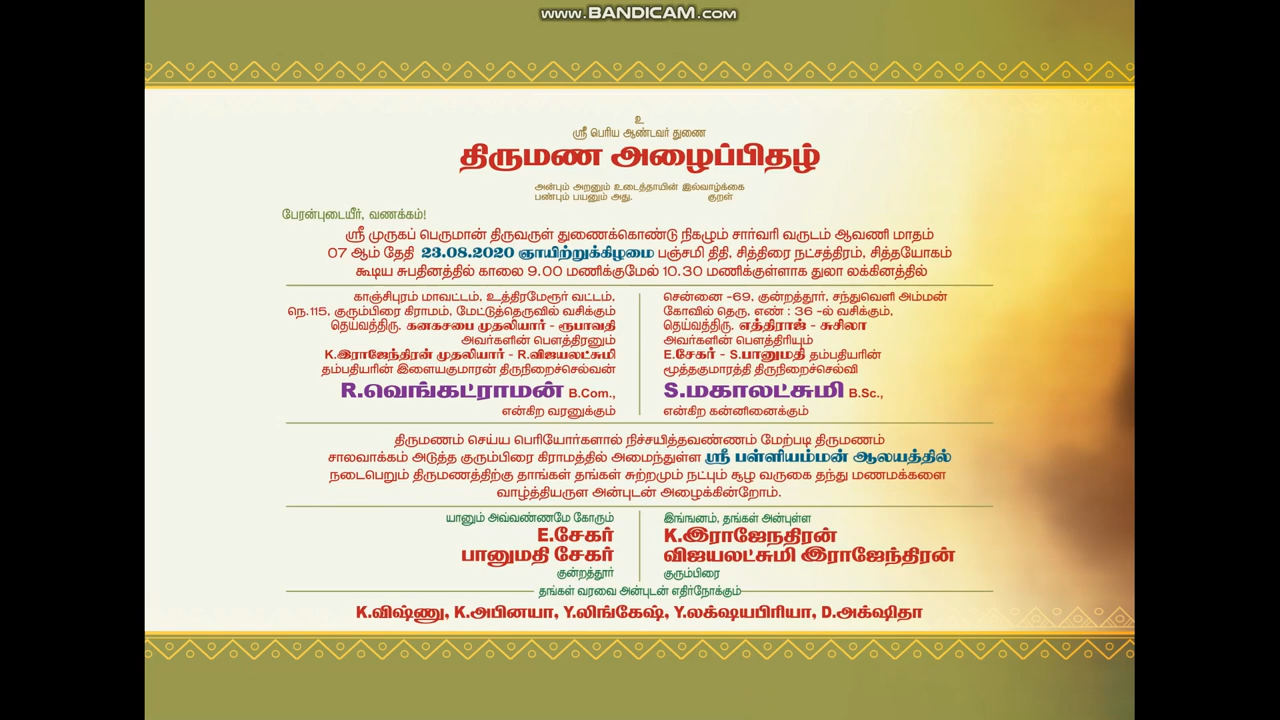 www.BANDICAM.com
உ
ஸ்ரீ பெரிய ஆண்டவர் துணை
திருமண அழைப்பிதழ்
அன்பும் அறனும் உடைத்தாயின் இல்வாழ்க்கை
பண்பும் பயனும் அது. குறள்
பேரன்புடையீர், வணக்கம்!
ஸ்ரீ முருகப் பெருமான் திருவருள் துணைக்கொண்டு நிகழும் சார்வரி வருடம் ஆவணி மாதம்
07 ஆம் தேதி 23.08.2020 ஞாயிற்றுக்கிழமை பஞ்சமி திதி, சித்திரை நட்சத்திரம், சித்தயோகம்
கூடிய சுபதினத்தில் காலை 9.00 மணிக்குமேல் 10.30 மணிக்குள்ளாக துலா லக்கினத்தில்
காஞ்சிபுரம் மாவட்டம், உத்திரமேரூர் வட்டம்,
நெ.115, குரும்பிரை கிராமம், மேட்டுத்தெருவில் வசிக்கும்
தெய்வத்திரு. கனகசபை முதலியார் - ரூபாவதி
அவர்களின் பௌத்திரனும்
K.இராஜேந்திரன் முதலியார் - R.விஜயலட்சுமி
தம்பதியரின் இளையகுமாரன் திருநிறைச்செல்வன்
R.வெங்கட்ராமன் B.Com.,
என்கிற வரனுக்கும்
சென்னை -69, குன்றத்தூர், சந்துவெளி அம்மன்
கோவில் தெரு, எண் : 36 -ல் வசிக்கும்,
தெய்வத்திரு. எத்திராஜ் - சுசிலா
அவர்களின் பௌத்திரியும்
E.சேகர் - S.பானுமதி தம்பதியரின்
மூத்தகுமாரத்தி திருநிறைச்செல்வி
S.மகாலட்சுமி B.Sc.,
என்கிற கன்னினைக்கும்
திருமணம் செய்ய பெரியோர்களால் நிச்சயித்தவண்ணம் மேற்படி திருமணம்
சாலவாக்கம் அடுத்த குரும்பிரை கிராமத்தில் அமைந்துள்ள ஸ்ரீ பள்ளியம்மன் ஆலயத்தில்
நடைபெறும் திருமணத்திற்கு தாங்கள் தங்கள் சுற்றமும் நட்பும் சூழ வருகை தந்து மணமக்களை
வாழ்த்தியருள அன்புடன் அழைக்கின்றோம்.
யானும் அவ்வண்ணமே கோரும்
E.சேகர்
பானுமதி சேகர்
குன்றத்தூர்
இங்ஙனம், தங்கள் அன்புள்ள
K.இராஜேநதிரன்
விஜயலட்சுமி இராஜேந்திரன்
குரும்பிரை
தங்கள் வரவை அன்புடன் எதிர்நோக்கும்
K.விஷ்ணு, K.அபினயா, Y.லிங்கேஷ், Y.லக்ஷயபிரியா, D.அக்ஷிதா